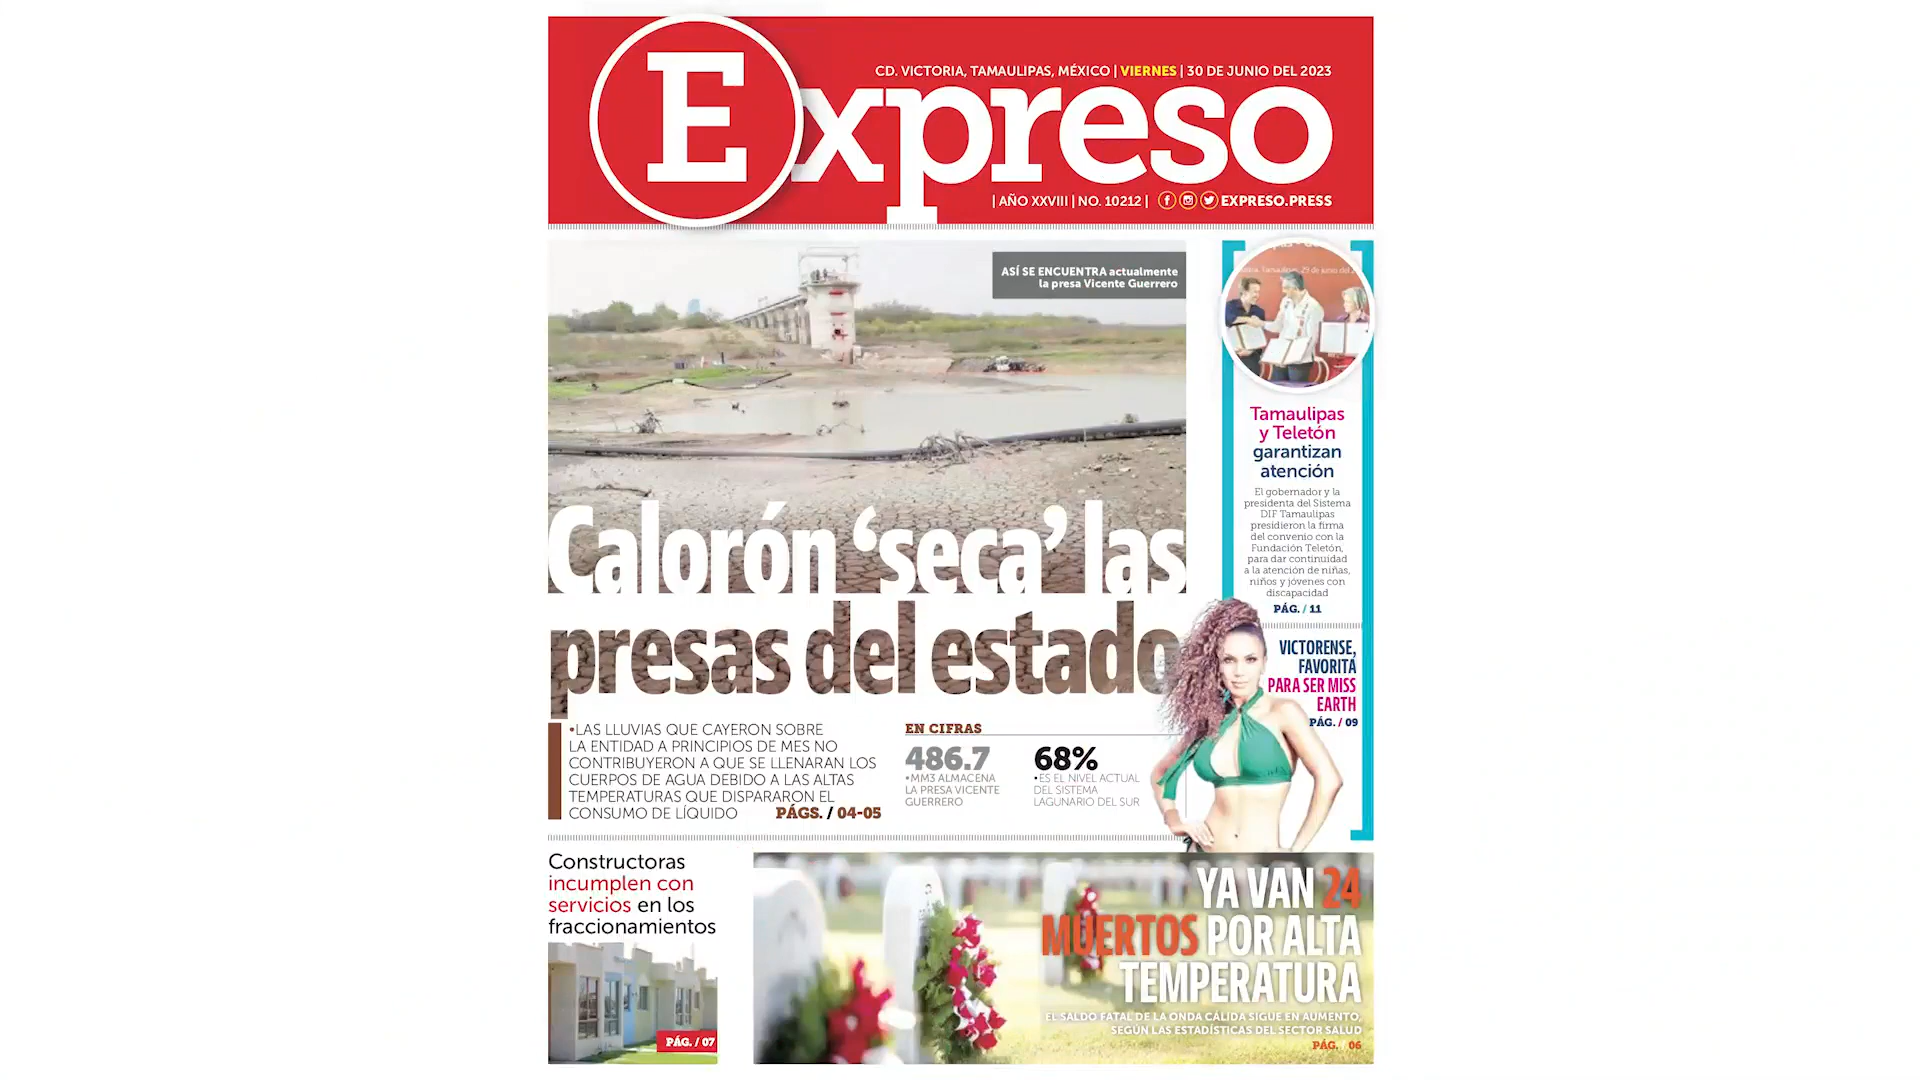 CD. VICTORIA, TAMAULIPAS, MÉXICO | VIERNES | 30 DE JUNIO DEL 2023
Expreso
| AÑO XXVIII | NO. 10212 | EXPRESO.PRESS
ASÍ SE ENCUENTRA actualmente
la presa Vicente Guerrero
Calorón ‘seca’ las
presas del estado
•LAS LLUVIAS QUE CAYERON SOBRE
LA ENTIDAD A PRINCIPIOS DE MES NO
CONTRIBUYERON A QUE SE LLENARAN LOS
CUERPOS DE AGUA DEBIDO A LAS ALTAS
TEMPERATURAS QUE DISPARARON EL
CONSUMO DE LÍQUIDO PÁGS. / 04-05
EN CIFRAS
486.7
•MM3 ALMACENA
LA PRESA VICENTE
GUERRERO
68%
•ES EL NIVEL ACTUAL
DEL SISTEMA
LAGUNARIO DEL SUR
Tamaulipas, 29 de junio del
Tamaulipas
y Teletón
garantizan
atención
El gobernador y la
presidenta del Sistema
DIF Tamaulipas
presidieron la firma
del convenio con la
Fundación Teletón,
para dar continuidad
a la atención de niñas,
niños y jóvenes con
discapacidad
PÁG. / 11
VICTORENSE,
FAVORITA
PARA SER MISS
EARTH
PÁG. / 09
Constructoras
incumplen con
servicios en los
fraccionamientos
PÁG. / 07
YA VAN 24
MUERTOS POR ALTA
TEMPERATURA
EL SALDO FATAL DE LA ONDA CÁLIDA SIGUE EN AUMENTO,
SEGÚN LAS ESTADÍSTICAS DEL SECTOR SALUD
PÁG. 06